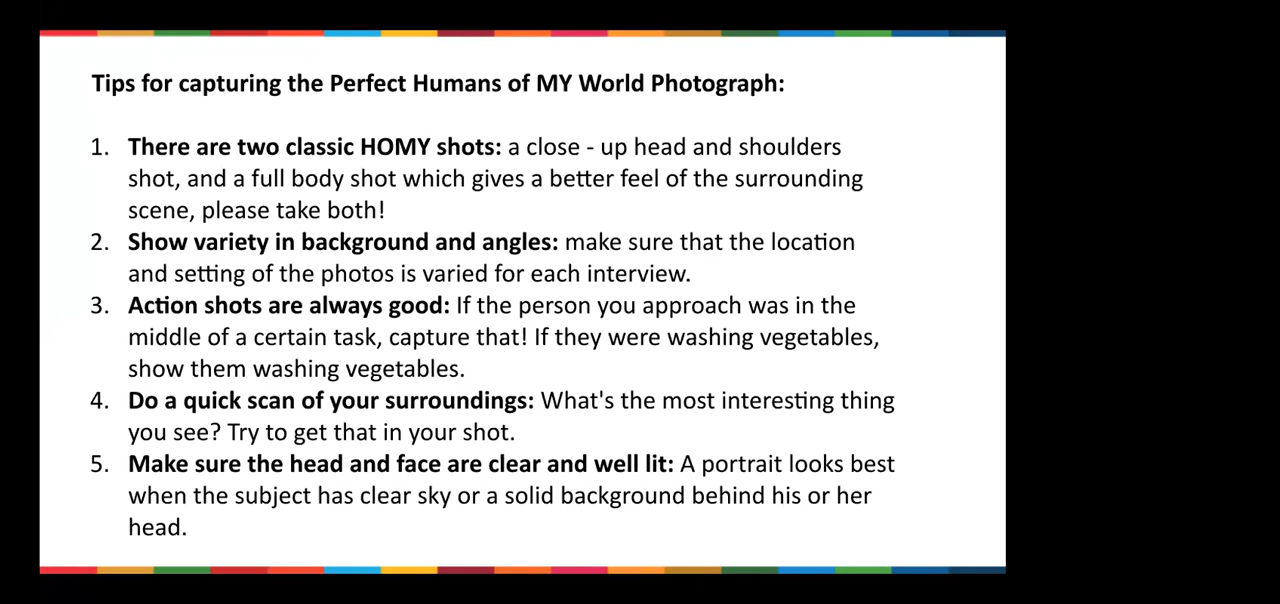 Tips for capturing the Perfect Humans of MY World Photograph:
1. There are two classic HOMY shots: a close - up head and shoulders
shot, and a full body shot which gives a better feel of the surrounding
scene, please take both!
2. Show variety in background and angles: make sure that the location
and setting of the photos is varied for each interview.
3. Action shots are always good: If the person you approach was in the
middle of a certain task, capture that! If they were washing vegetables,
show them washing vegetables.
4. Do a quick scan of your surroundings: What's the most interesting thing
you see? Try to get that in your shot.
5. Make sure the head and face are clear and well lit: A portrait looks best
when the subject has clear sky or a solid background behind his or her
head.